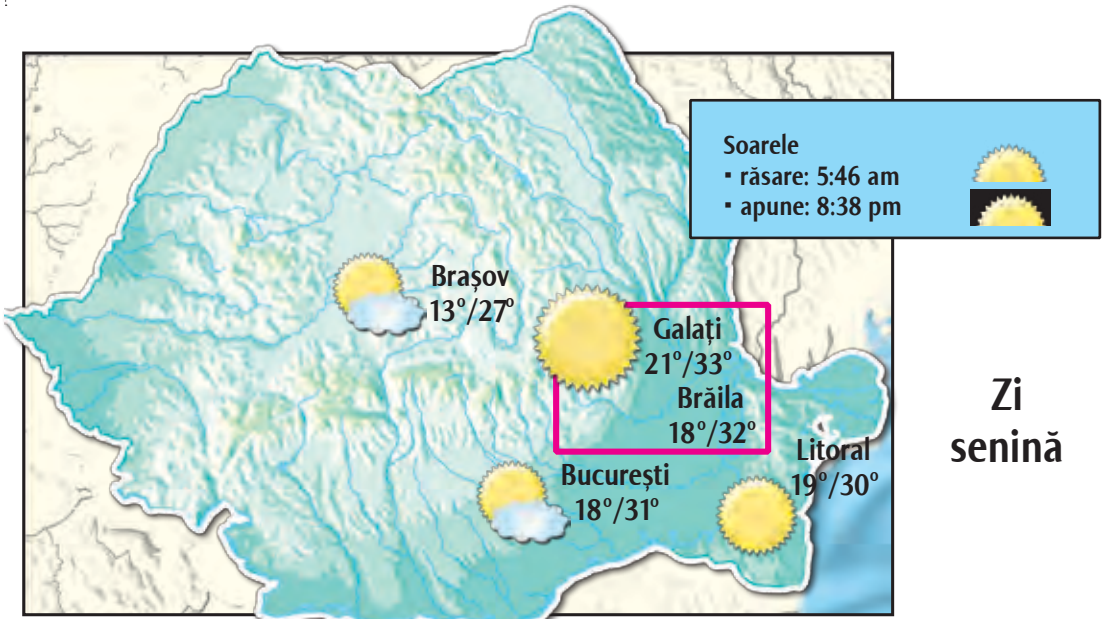 Soarele
▪ răsare: 5:46 am
▪ apune: 8:38 pm
Brașov
13°/27°
Galați
21°/33°
Brăila
18°/32°
Litoral
19°/30°
București
18°/31°
Zi
senină